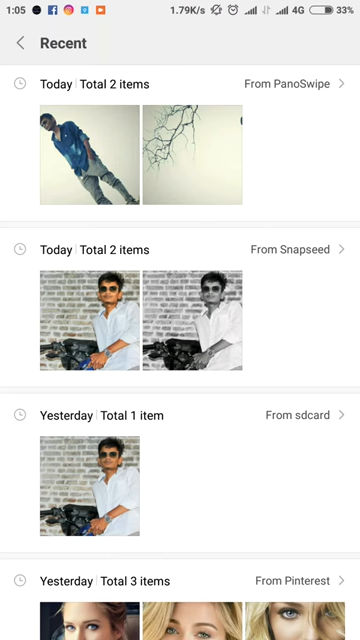 1:05 1.79K/s 4G 33%
Recent
Today Total 2 items From PanoSwipe
Today Total 2 items From Snapseed
Yesterday Total 1 item From sdcard
Yesterday Total 3 items From Pinterest